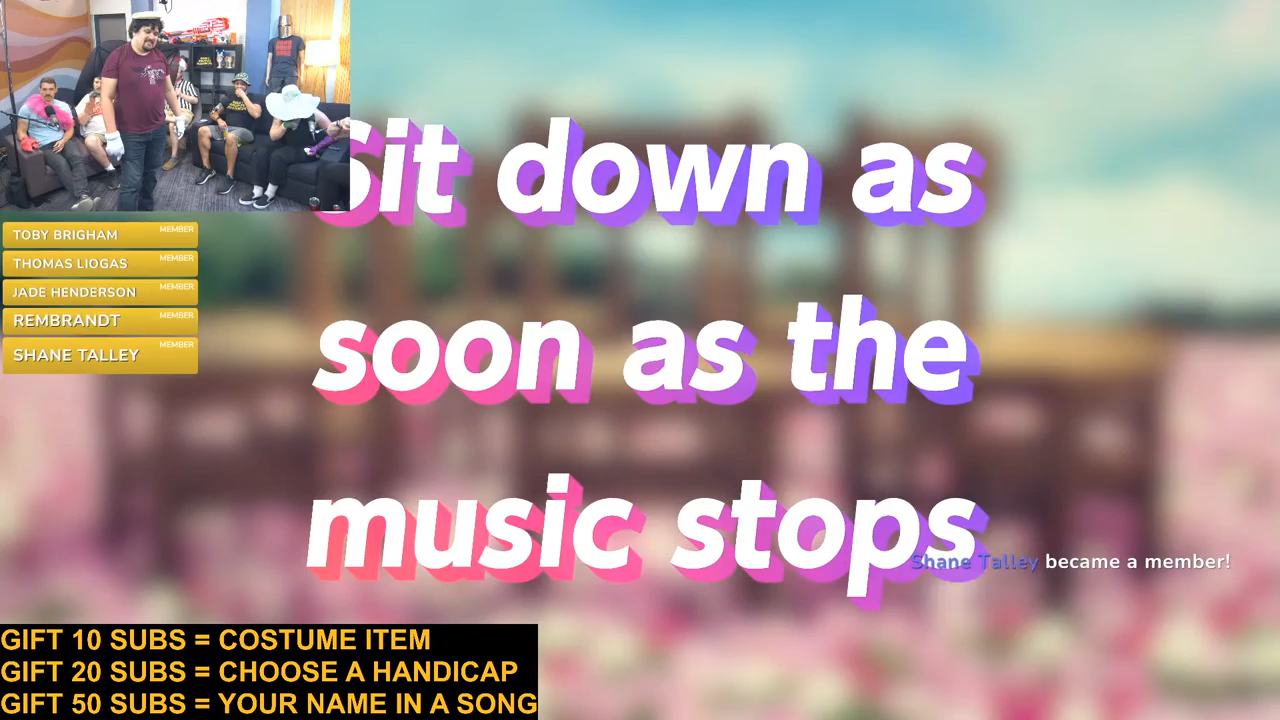 Sit down as
soon as the
music stops
TOBY BRIGHAM MEMBER
THOMAS LIOGAS MEMBER
JADE HENDERSON MEMBER
REMBRANDT MEMBER
SHANE TALLEY MEMBER
Shane Talley became a member!
GIFT 10 SUBS = COSTUME ITEM
GIFT 20 SUBS = CHOOSE A HANDICAP
GIFT 50 SUBS = YOUR NAME IN A SONG